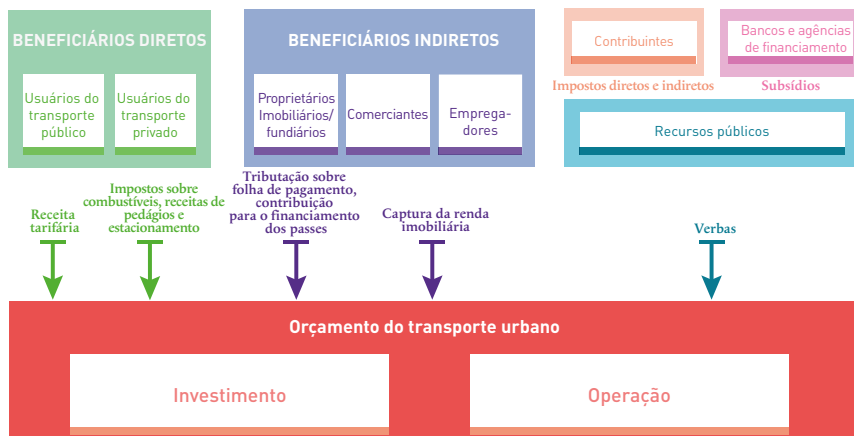 BENEFICIÁRIOS DIRETOS
Usuários do
transporte
público
Usuários do
transporte
privado
BENEFICIÁRIOS INDIRETOS
Proprietários
Imobiliários/
fundiários
Comerciantes
Emprega-
dores
Contribuintes
Impostos diretos e indiretos
Bancos e agências
de financiamento
Subsídios
Recursos públicos
Receita
tarifária
Impostos sobre
combustíveis, receitas de
pedágios e
estacionamento
Tributação sobre
folha de pagamento,
contribuição
para o financiamento
dos passes
Captura da renda
imobiliária
Verbas
Orçamento do transporte urbano
Investimento
Operação